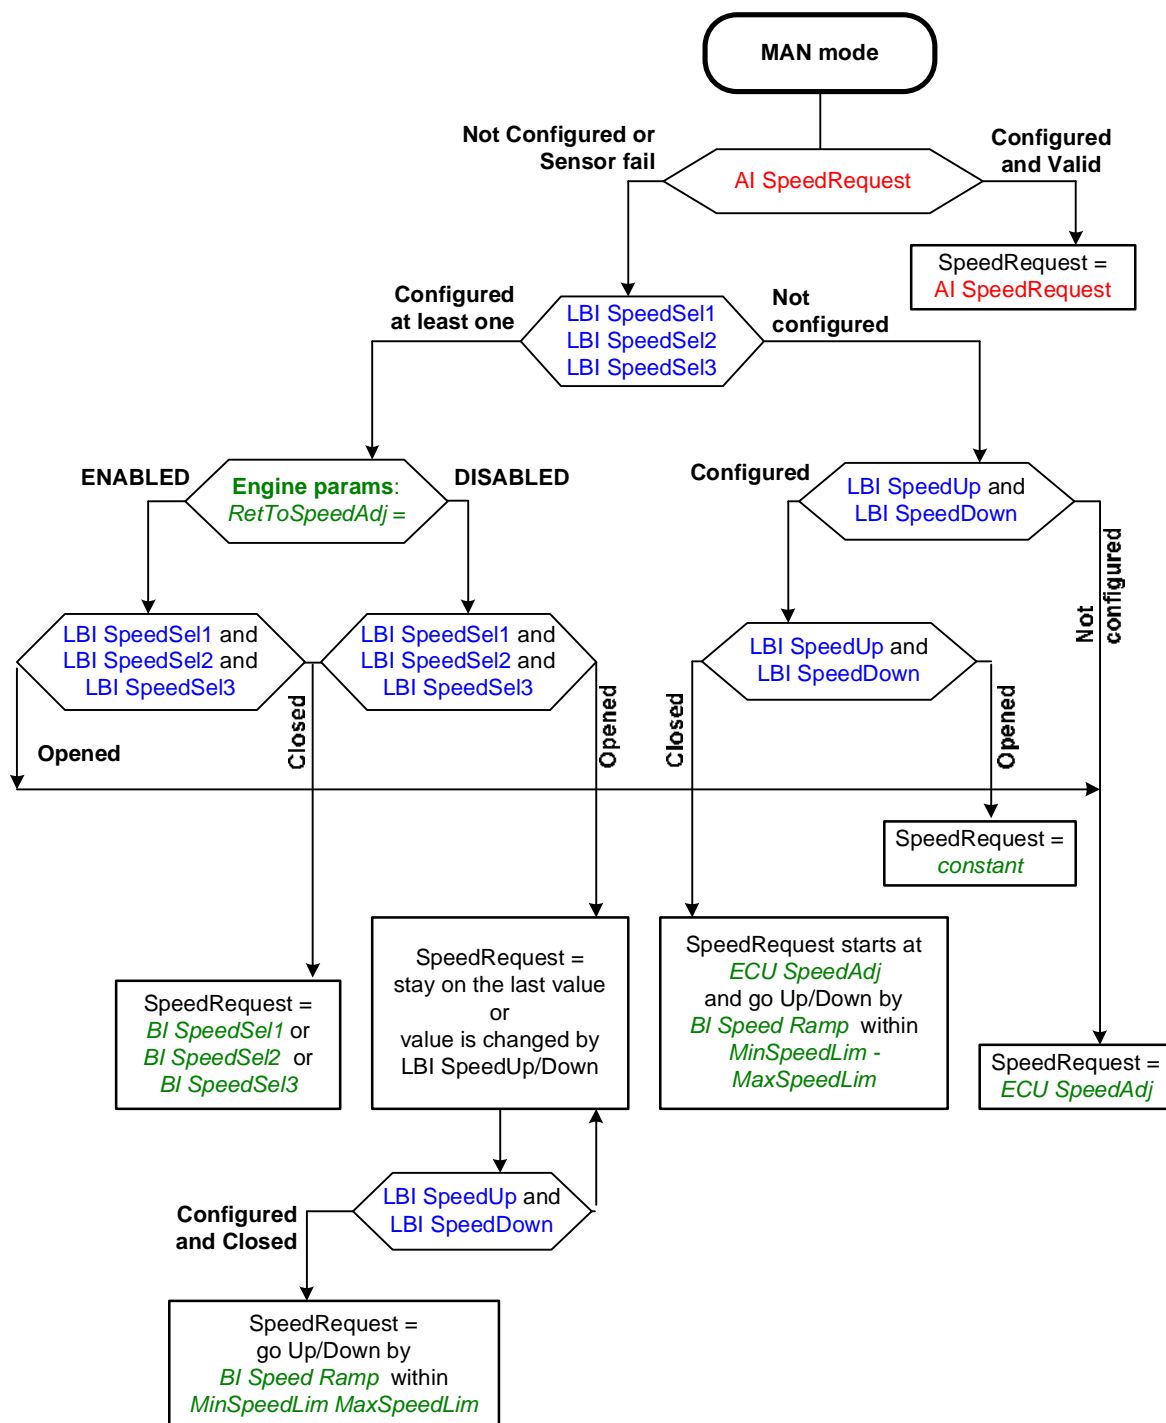 MAN mode
Not Configured or
Sensor fail
Configured
and Valid
AI SpeedRequest
SpeedRequest =
AI SpeedRequest
Configured
at least one
Not
configured
LBI SpeedSel1
LBI SpeedSel2
LBI SpeedSel3
ENABLED
DISABLED
Engine params:
RetToSpeedAdj =
Configured
LBI SpeedUp and
LBI SpeedDown
Not
configured
LBI SpeedSel1 and
LBI SpeedSel2 and
LBI SpeedSel3
LBI SpeedSel1 and
LBI SpeedSel2 and
LBI SpeedSel3
LBI SpeedUp and
LBI SpeedDown
Opened
Closed
Opened
Closed
Opened
SpeedRequest =
constant
SpeedRequest =
BI SpeedSel1 or
BI SpeedSel2 or
BI SpeedSel3
SpeedRequest =
stay on the last value
or
value is changed by
LBI SpeedUp/Down
SpeedRequest starts at
ECU SpeedAdj
and go Up/Down by
BI Speed Ramp within
MinSpeedLim -
MaxSpeedLim
SpeedRequest =
ECU SpeedAdj
Configured
and Closed
LBI SpeedUp and
LBI SpeedDown
SpeedRequest =
go Up/Down by
BI Speed Ramp within
MinSpeedLim MaxSpeedLim